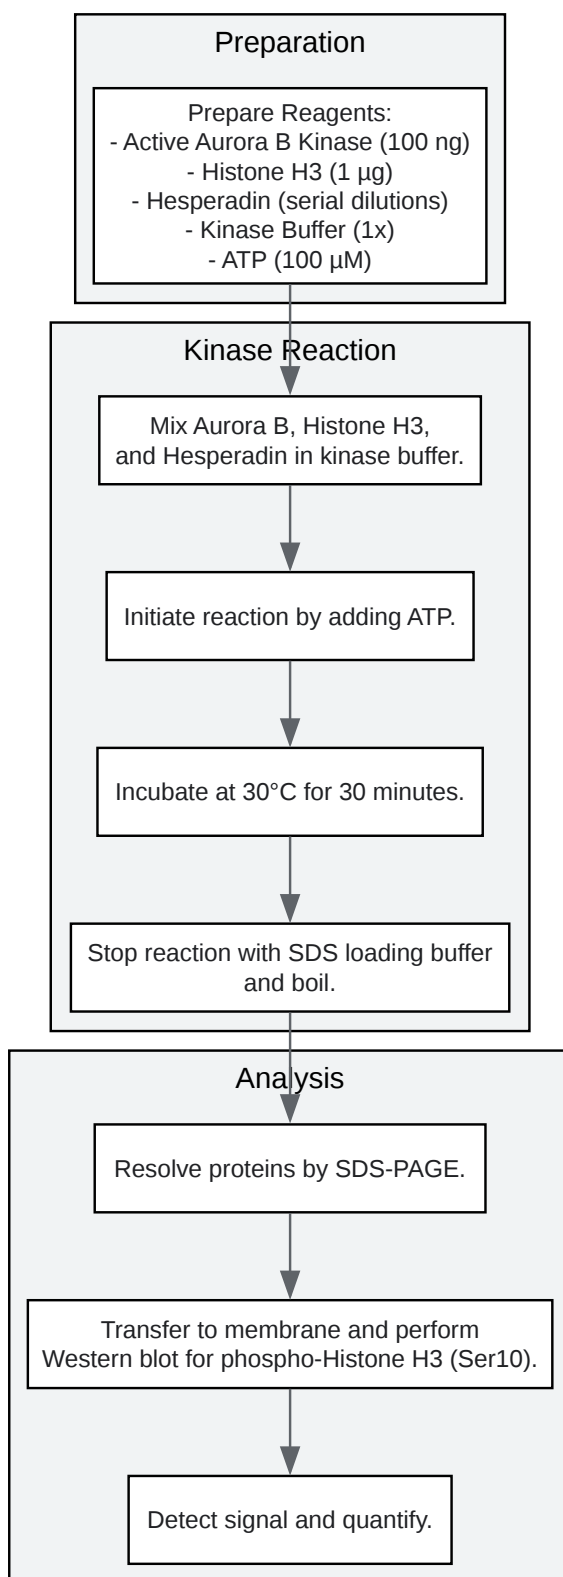 Preparation
Prepare Reagents:
- Active Aurora B Kinase (100 ng)
- Histone H3 (1 µg)
- Hesperadin (serial dilutions)
- Kinase Buffer (1x)
- ATP (100 µM)
Kinase Reaction
Mix Aurora B, Histone H3,
and Hesperadin in kinase buffer.
Initiate reaction by adding ATP.
Incubate at 30°C for 30 minutes.
Stop reaction with SDS loading buffer
and boil.
Analysis
Resolve proteins by SDS-PAGE.
Transfer to membrane and perform
Western blot for phospho-Histone H3 (Ser10).
Detect signal and quantify.